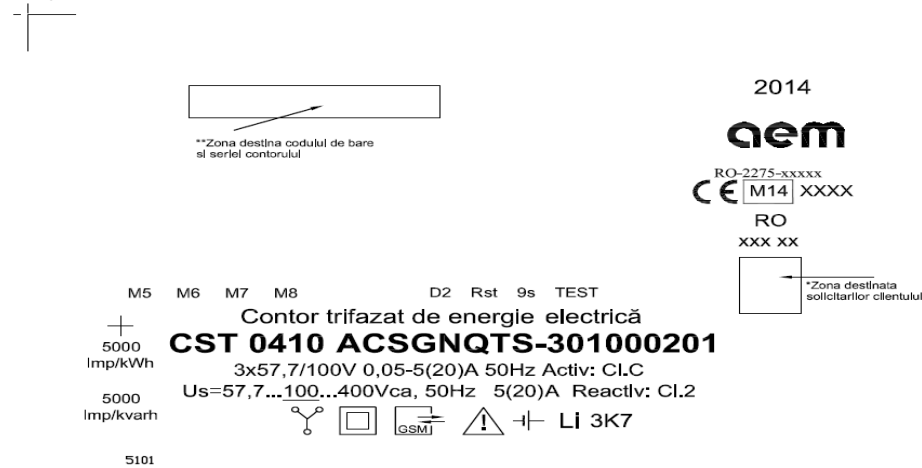 2014
**Zona destina codului de bare
si seriei contorului
aem
RO-2275-xxxxx
CE M14 XXXX
RO
xxx xx
*Zona destinata
solicitarilor clientului
M5 M6 M7 M8 D2 Rst 9s TEST
Contor trifazat de energie electrică
CST 0410 ACSGNQTS-301000201
5000
Imp/kWh
3x57,7/100V 0,05-5(20)A 50Hz Activ: Cl.C
Us=57,7...100...400Vca, 50Hz 5(20)A Reactiv: Cl.2
5000
Imp/kvarh
GSM Li 3K7
5101